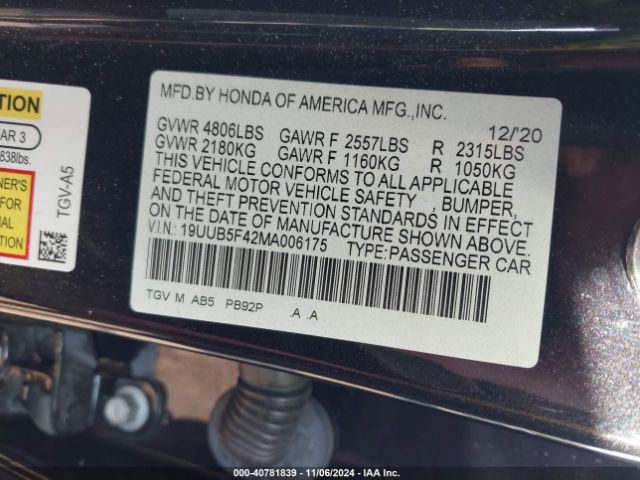 TION
AR 3
838lbs.
NER'S
FOR
NAL
TION
TGV-A5
MFD.BY HONDA OF AMERICA MFG.,INC.
12/'20
GVWR 4806LBS GAWR F 2557LBS R 2315LBS
GVWR 2180KG GAWR F 1160KG R 1050KG
THIS VEHICLE CONFORMS TO ALL APPLICABLE
FEDERAL MOTOR VEHICLE SAFETY , BUMPER,
AND THEFT PREVENTION STANDARDS IN EFFECT
ON THE DATE OF MANUFACTURE SHOWN ABOVE.
V.I.N: 19UUB5F42MA006175 TYPE:PASSENGER CAR
TGV M AB5 PB92P .A .A
000-40781839 - 11/06/2024 - IAA Inc.